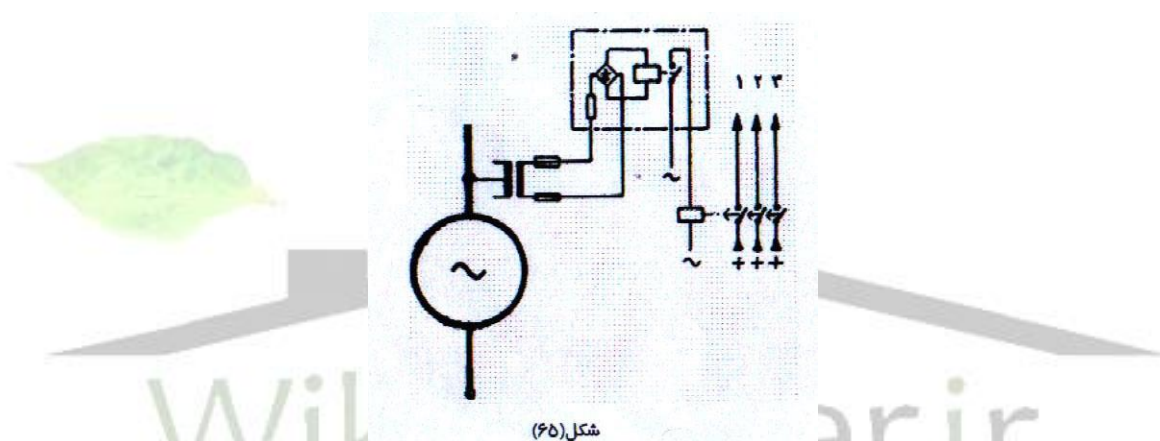 ۱ ۲ ۳
~
~
~
+ + +
شکل(۶۵)